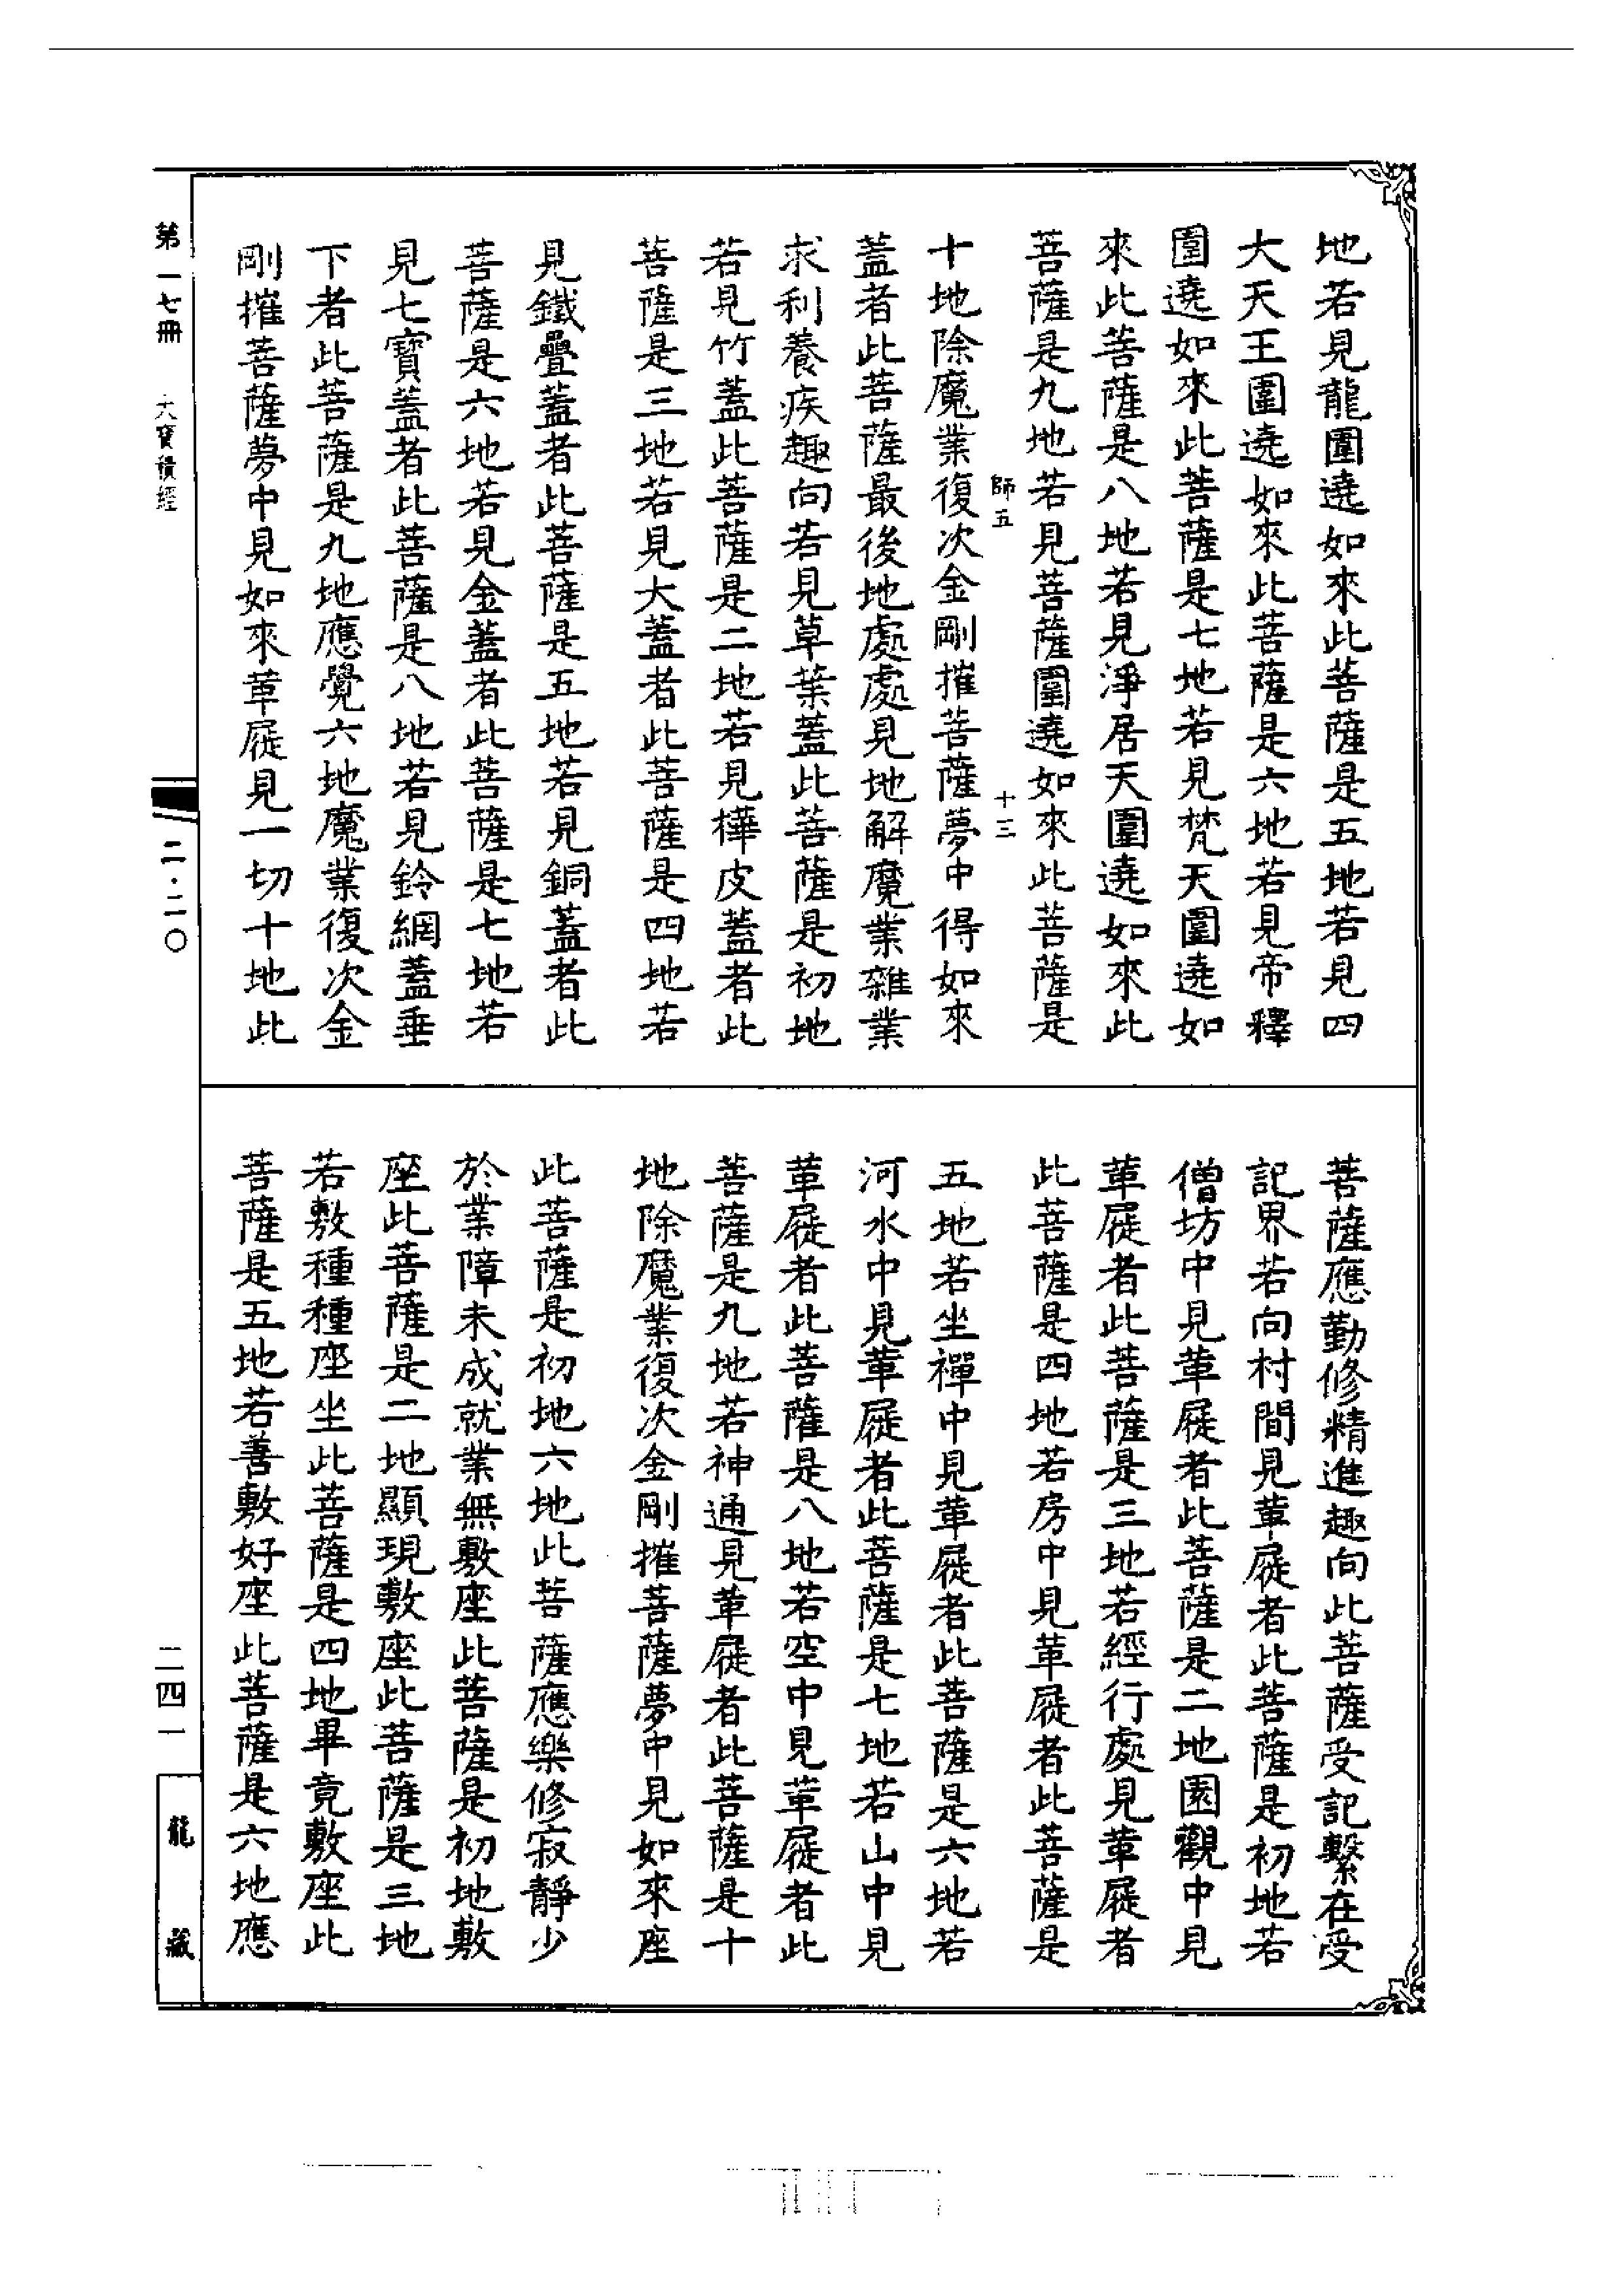 地若見龍圍遶如來此菩薩是五地若見四
大天王圍遶如來此菩薩是六地若見帝釋
圍遶如來此菩薩是七地若見梵天圍遶如
來此菩薩是八地若見淨居天圍遶如來此
菩薩是九地若見菩薩圍遶如來此菩薩是
師五
十三
十地除魔業復次金剛摧菩薩夢中得如來
蓋者此菩薩最後地處處見地解魔業雜業
求利養疾趣向若見草葉蓋此菩薩是初地
若見竹蓋此菩薩是二地若見樺皮蓋者此
菩薩是三地若見大蓋者此菩薩是四地若
見鐵疊蓋者此菩薩是五地若見銅蓋者此
菩薩是六地若見金蓋者此菩薩是七地若
見七寶蓋者此菩薩是八地若見鈴網蓋垂
下者此菩薩是九地應覺六地魔業復次金
剛摧菩薩夢中見如來革屣見一切十地此
菩薩應勤修精進趣向此菩薩受記繫在受
記界若向村間見革屣者此菩薩是初地若
僧坊中見革屣者此菩薩是二地園觀中見
革屣者此菩薩是三地若經行處見革屣者
此菩薩是四地若房中見革屣者此菩薩是
五地若坐禪中見革屣者此菩薩是六地若
河水中見革屣者此菩薩是七地若山中見
革屣者此菩薩是八地若空中見革屣者此
菩薩是九地若神通見革屣者此菩薩是十
地除魔業復次金剛摧菩薩夢中見如來座
此菩薩是初地六地此菩薩應樂修寂靜少
於業障未成就業無敷座此菩薩是初地敷
座此菩薩是二地顯現敷座此菩薩是三地
若敷種種座坐此菩薩是四地畢竟敷座此
菩薩是五地若善敷好座此菩薩是六地應
第一七冊
大寶積經
二·二〇
二四一
龍藏